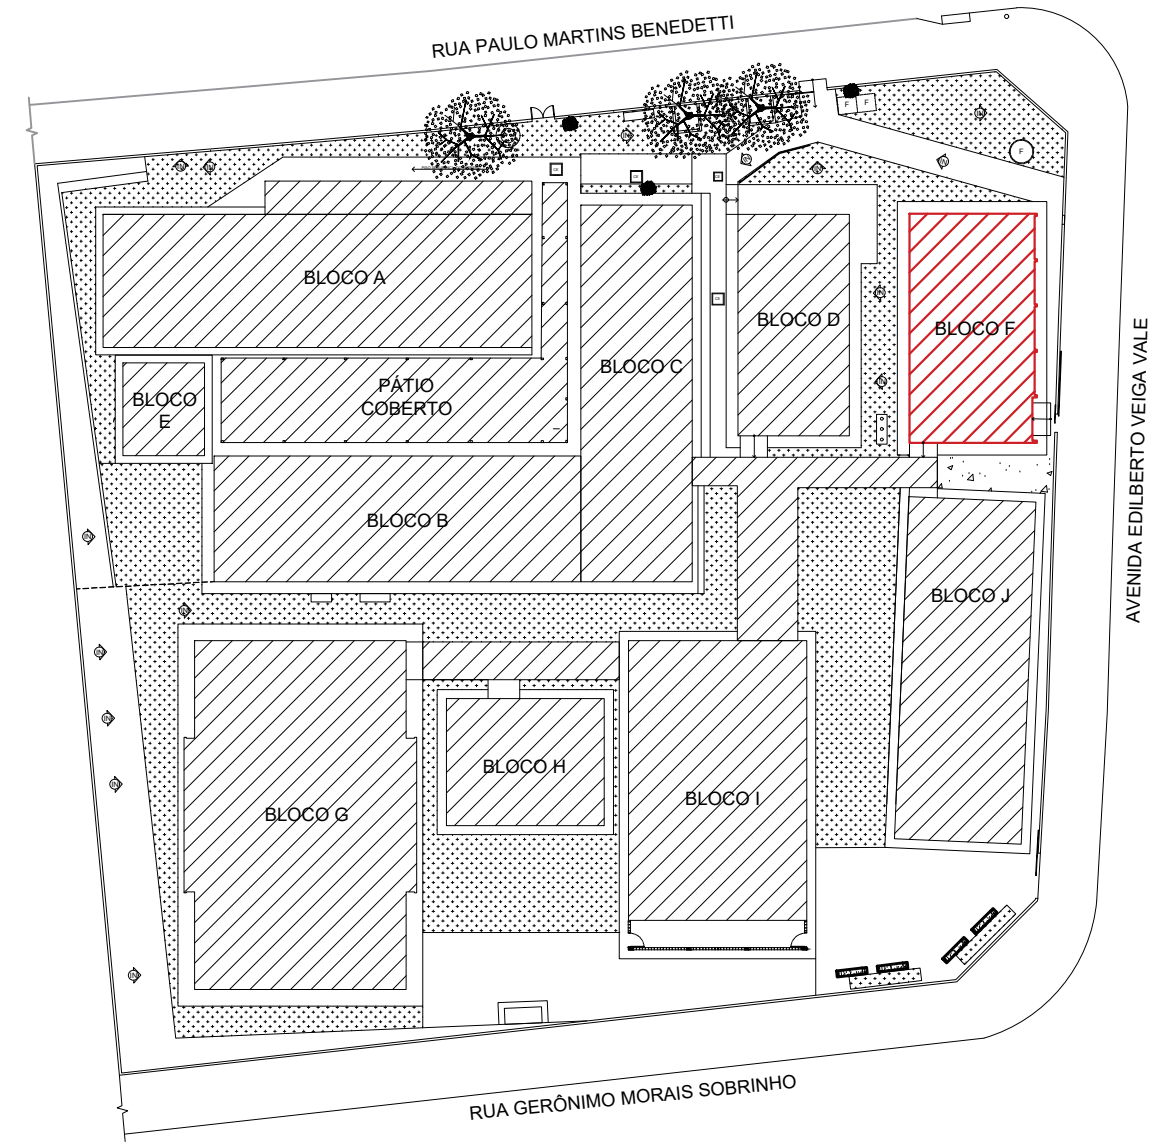 RUA PAULO MARTINS BENEDETTI
F F
F
BLOCO A
BLOCO D
BLOCO F
BLOCO C
PÁTIO
COBERTO
BLOCO
E
BLOCO B
BLOCO J
BLOCO H
BLOCO I
BLOCO G
AVENIDA EDILBERTO VEIGA VALE
RUA GERÔNIMO MORAIS SOBRINHO